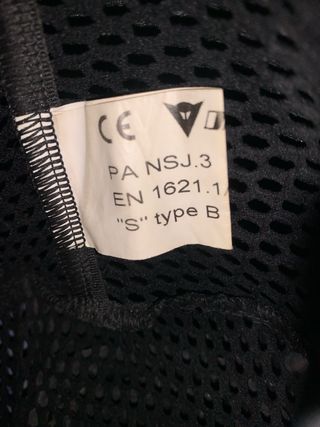 CE
PA NSJ.3
EN 1621.1/
"S" type B